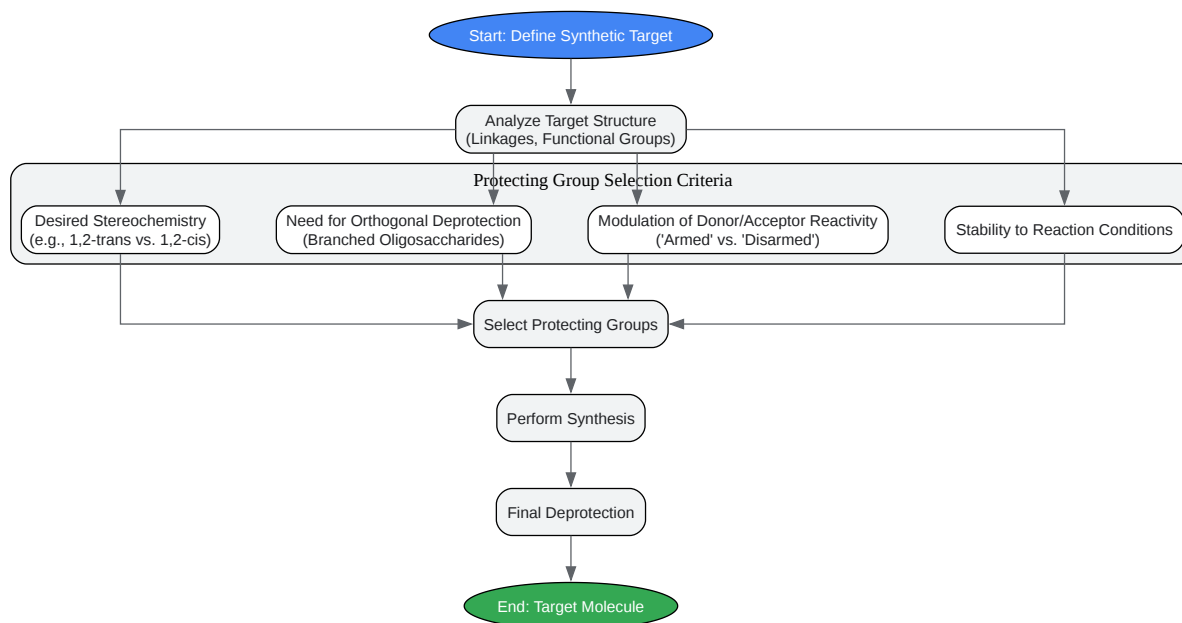 Start: Define Synthetic Target
Analyze Target Structure
(Linkages, Functional Groups)
Protecting Group Selection Criteria
Desired Stereochemistry
(e.g., 1,2-trans vs. 1,2-cis)
Need for Orthogonal Deprotection
(Branched Oligosaccharides)
Modulation of Donor/Acceptor Reactivity
('Armed' vs. 'Disarmed')
Stability to Reaction Conditions
Select Protecting Groups
Perform Synthesis
Final Deprotection
End: Target Molecule